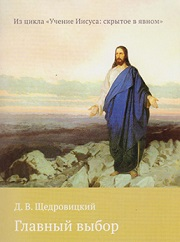 Из цикла «Учение Иисуса: скрытое в явном»
Д. В. Щедровицкий
Главный выбор